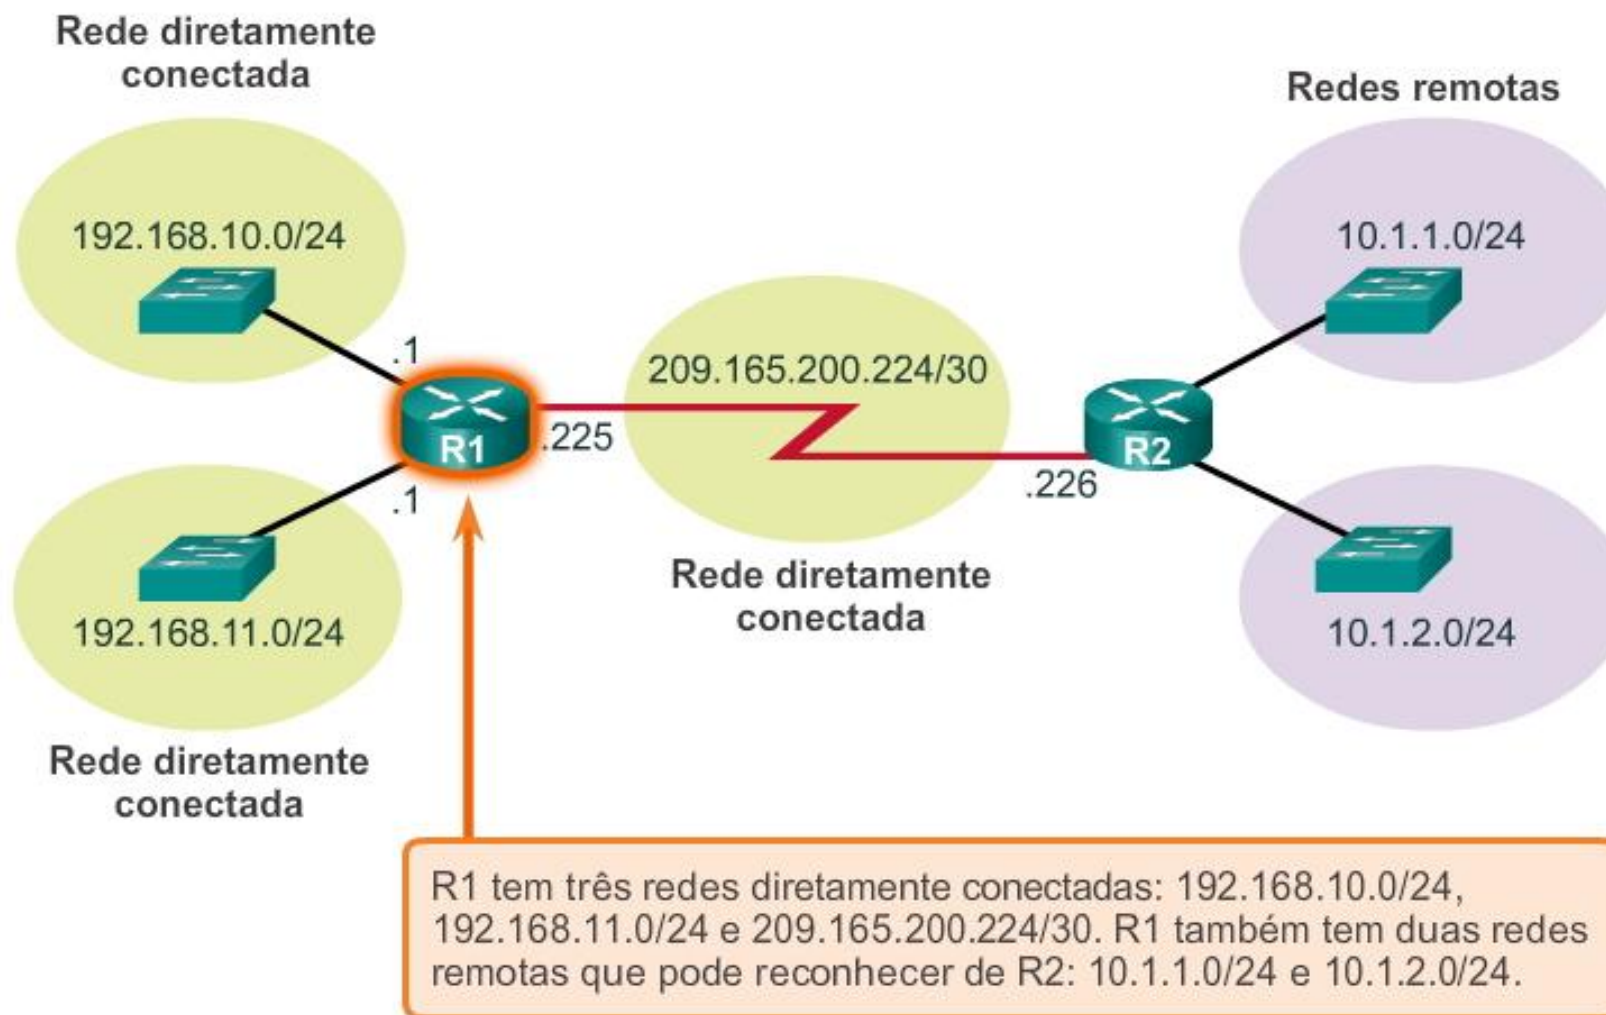 Rede diretamente
conectada
Redes remotas
192.168.10.0/24
10.1.1.0/24
.1
209.165.200.224/30
R1
.225
R2
.226
.1
Rede diretamente
conectada
192.168.11.0/24
10.1.2.0/24
Rede diretamente
conectada
R1 tem três redes diretamente conectadas: 192.168.10.0/24,
192.168.11.0/24 e 209.165.200.224/30. R1 também tem duas redes
remotas que pode reconhecer de R2: 10.1.1.0/24 e 10.1.2.0/24.